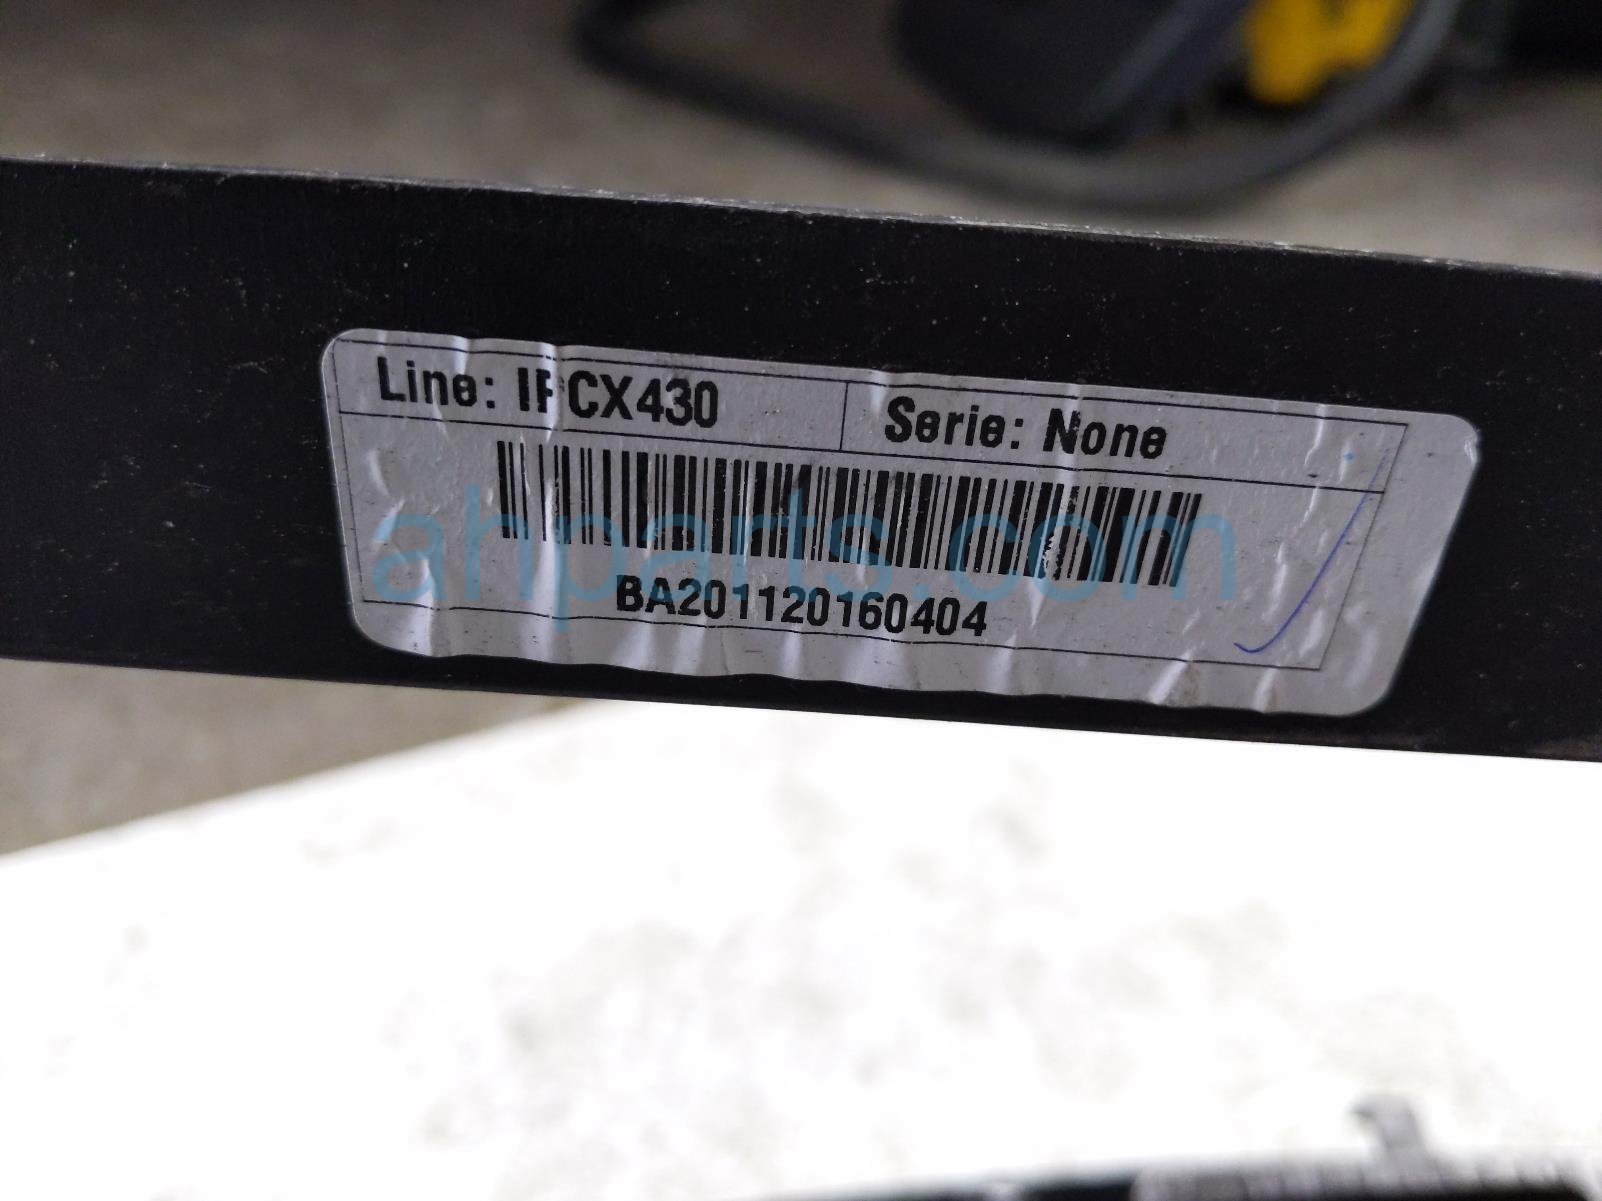 Line: IPCX430 Serie: None
ahparts.com
BA201120160404